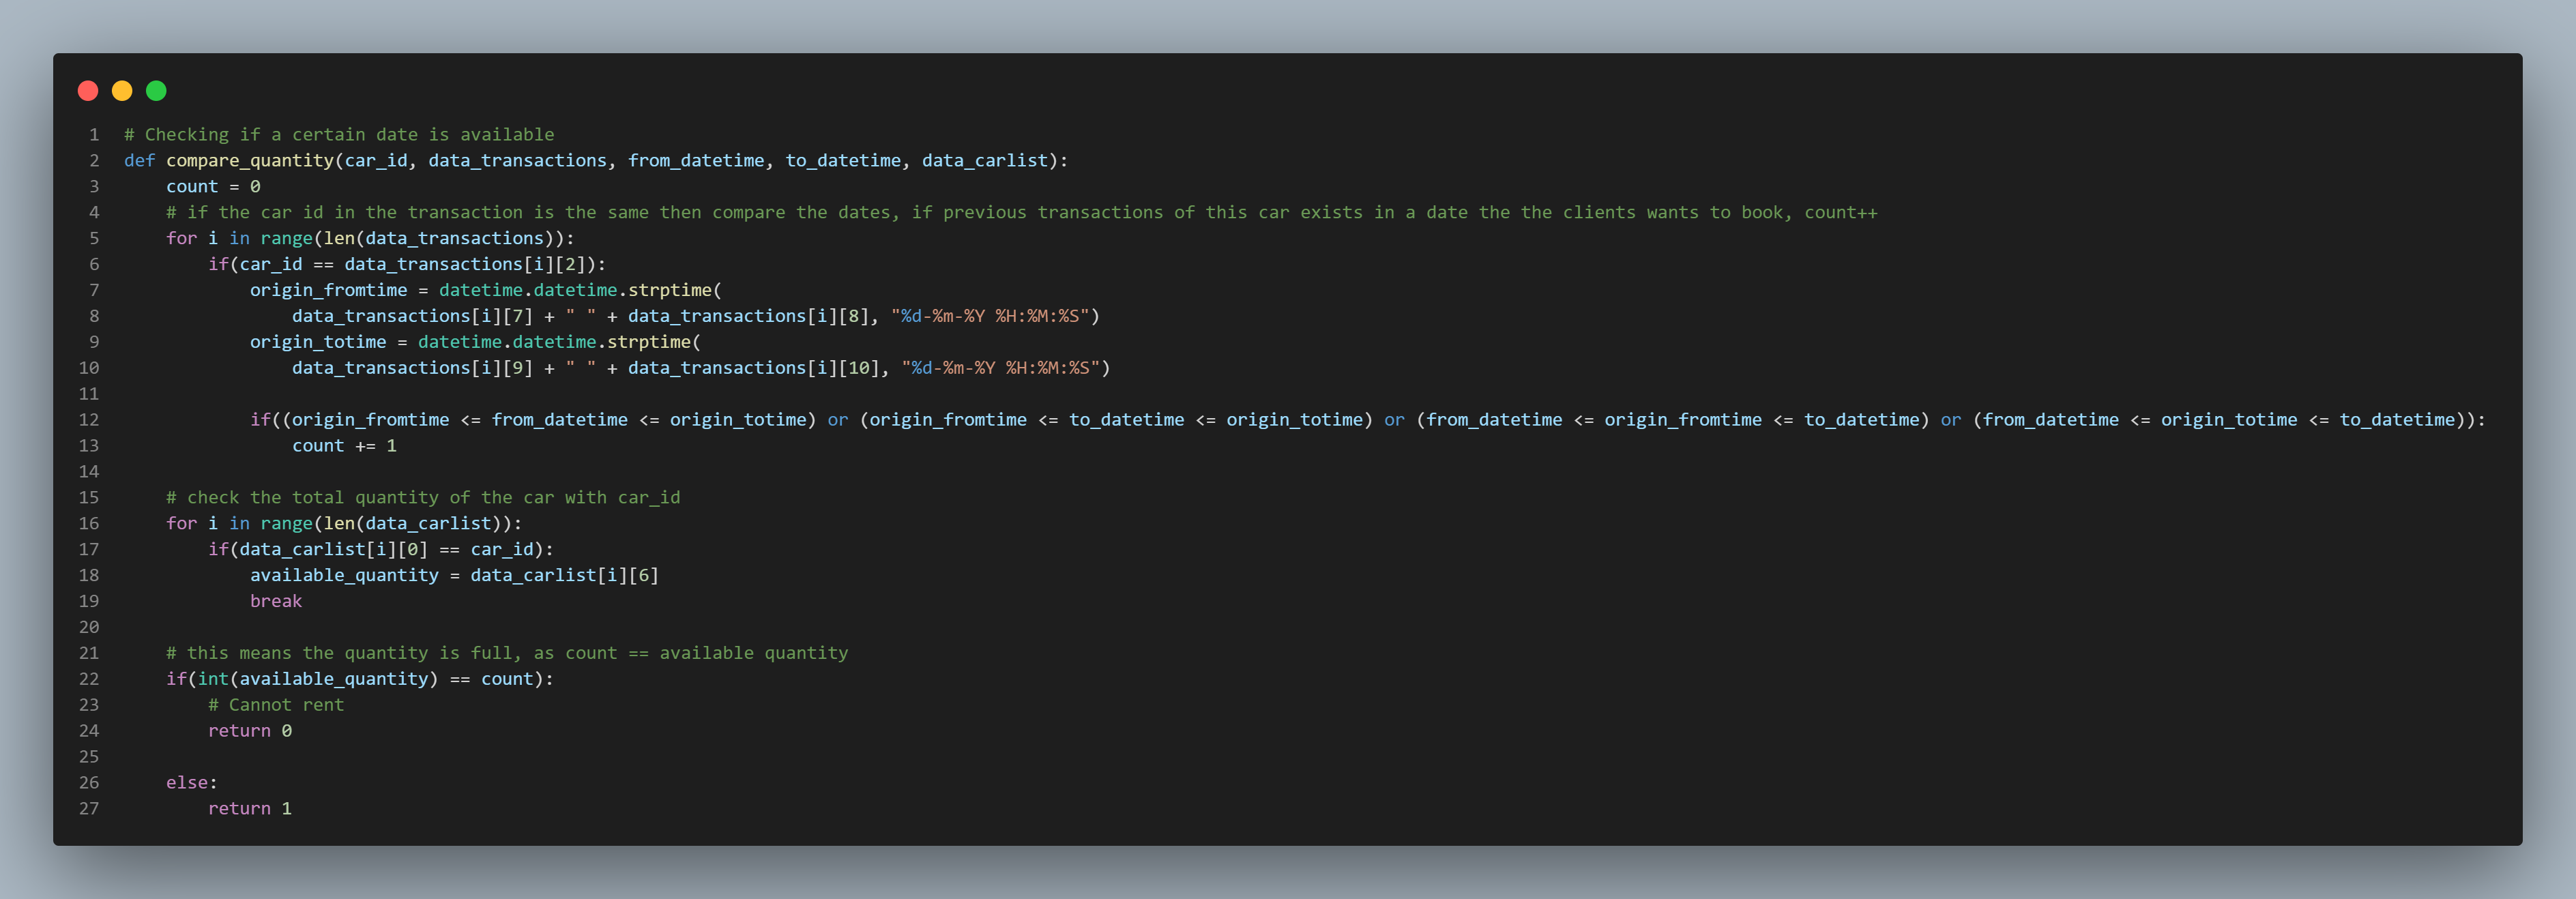 1 # Checking if a certain date is available
2 def compare_quantity(car_id, data_transactions, from_datetime, to_datetime, data_carlist):
3     count = 0
4     # if the car id in the transaction is the same then compare the dates, if previous transactions of this car exists in a date the the clients wants to book, count++
5     for i in range(len(data_transactions)):
6         if(car_id == data_transactions[i][2]):
7             origin_fromtime = datetime.datetime.strptime(
8                 data_transactions[i][7] + " " + data_transactions[i][8], "%d-%m-%Y %H:%M:%S")
9             origin_totime = datetime.datetime.strptime(
10                 data_transactions[i][9] + " " + data_transactions[i][10], "%d-%m-%Y %H:%M:%S")
11
12             if((origin_fromtime <= from_datetime <= origin_totime) or (origin_fromtime <= to_datetime <= origin_totime) or (from_datetime <= origin_fromtime <= to_datetime) or (from_datetime <= origin_totime <= to_datetime)):
13                 count += 1
14
15     # check the total quantity of the car with car_id
16     for i in range(len(data_carlist)):
17         if(data_carlist[i][0] == car_id):
18             available_quantity = data_carlist[i][6]
19             break
20
21     # this means the quantity is full, as count == available quantity
22     if(int(available_quantity) == count):
23         # Cannot rent
24         return 0
25
26     else:
27         return 1